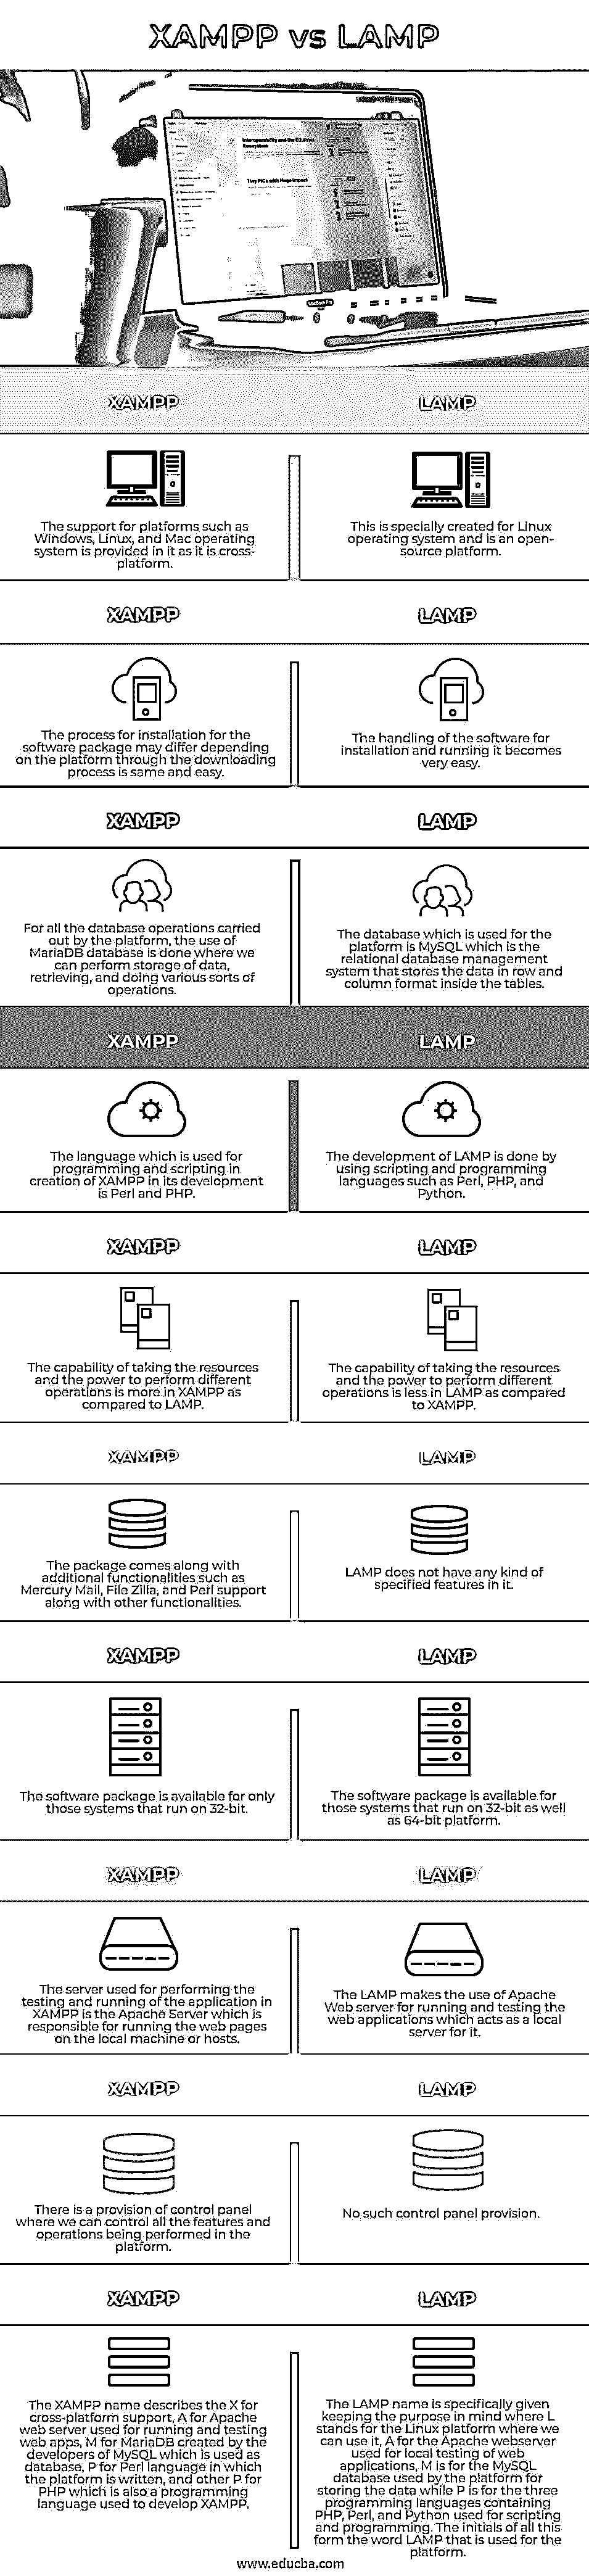 XAMPP vs LAMP
Interoperability and the
XAMPP
LAMP
The support for platforms such as
Windows, Linux, and Mac operating
system is provided in it as it is cross-
platform.
This is specially created for Linux
operating system and is an open-
source platform.
XAMPP
LAMP
The process for installation for the
software package may differ depending
on the platform through the downloading
process is same and easy.
The handling of the software for
installation and running it becomes
very easy.
XAMPP
LAMP
For all the database operations carried
out by the platform, the use of
MariaDB database is done where we
can perform storage of data,
retrieving, and doing various sorts of
operations.
The database which is used for the
platform is MySQL which is the
relational database management
system that stores the data in row and
column format inside the tables.
XAMPP
LAMP
The language which is used for
programming and scripting in
creation of XAMPP in its development
is Perl and PHP.
The development of LAMP is done by
using scripting and programming
languages such as Perl, PHP, and
Python.
XAMPP
LAMP
The capability of taking the resources
and the power to perform different
operations is more in XAMPP as
compared to LAMP.
The capability of taking the resources
and the power to perform different
operations is less in LAMP as compared
to XAMPP.
XAMPP
LAMP
The package comes along with
additional functionalities such as
Mercury Mail, File Zilla, and Perl support
along with other functionalities.
LAMP does not have any kind of
specified features in it.
XAMPP
LAMP
The software package is available for only
those systems that run on 32-bit.
The software package is available for
those systems that run on 32-bit as well
as 64-bit platform.
XAMPP
LAMP
The server used for performing the
testing and running of the application in
XAMPP is the Apache Server which is
responsible for running the web pages
on the local machine or hosts.
The LAMP makes the use of Apache
Web server for running and testing the
web applications which acts as a local
server for it.
XAMPP
LAMP
There is a provision of control panel
where we can control all the features and
operations being performed in the
platform.
No such control panel provision.
XAMPP
LAMP
The XAMPP name describes the X for
cross-platform support, A for Apache
web server used for running and testing
web apps, M for MariaDB created by the
developers of MySQL which is used as
database, P for Perl language in which
the platform is written, and other P for
PHP which is also a programming
language used to develop XAMPP.
The LAMP name is specifically given
keeping the purpose in mind where L
stands for the Linux platform where we
can use it, A for the Apache webserver
used for local testing of web
applications, M is for the MySQL
database used by the platform for
storing the data while P is for the three
programming languages containing
PHP, Perl, and Python used for scripting
and programming. The initials of all this
form the word LAMP that is used for the
platform.
www.educba.com